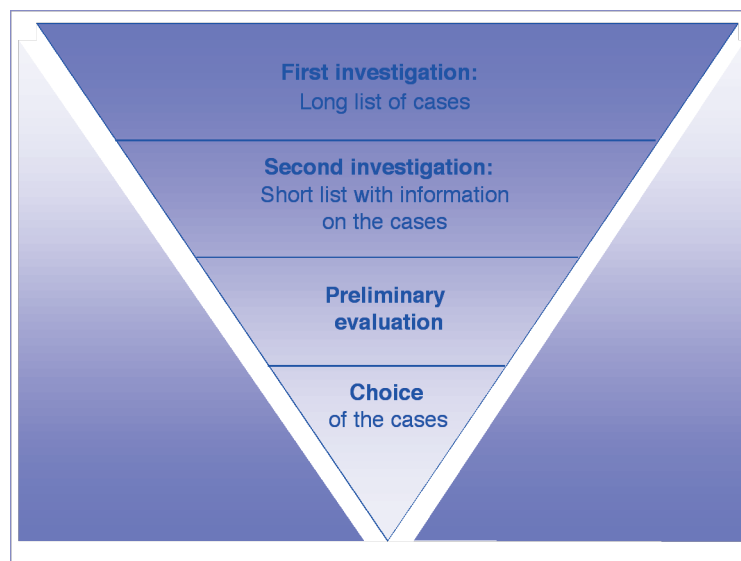 First investigation:
Long list of cases
Second investigation:
Short list with information
on the cases
Preliminary
evaluation
Choice
of the cases